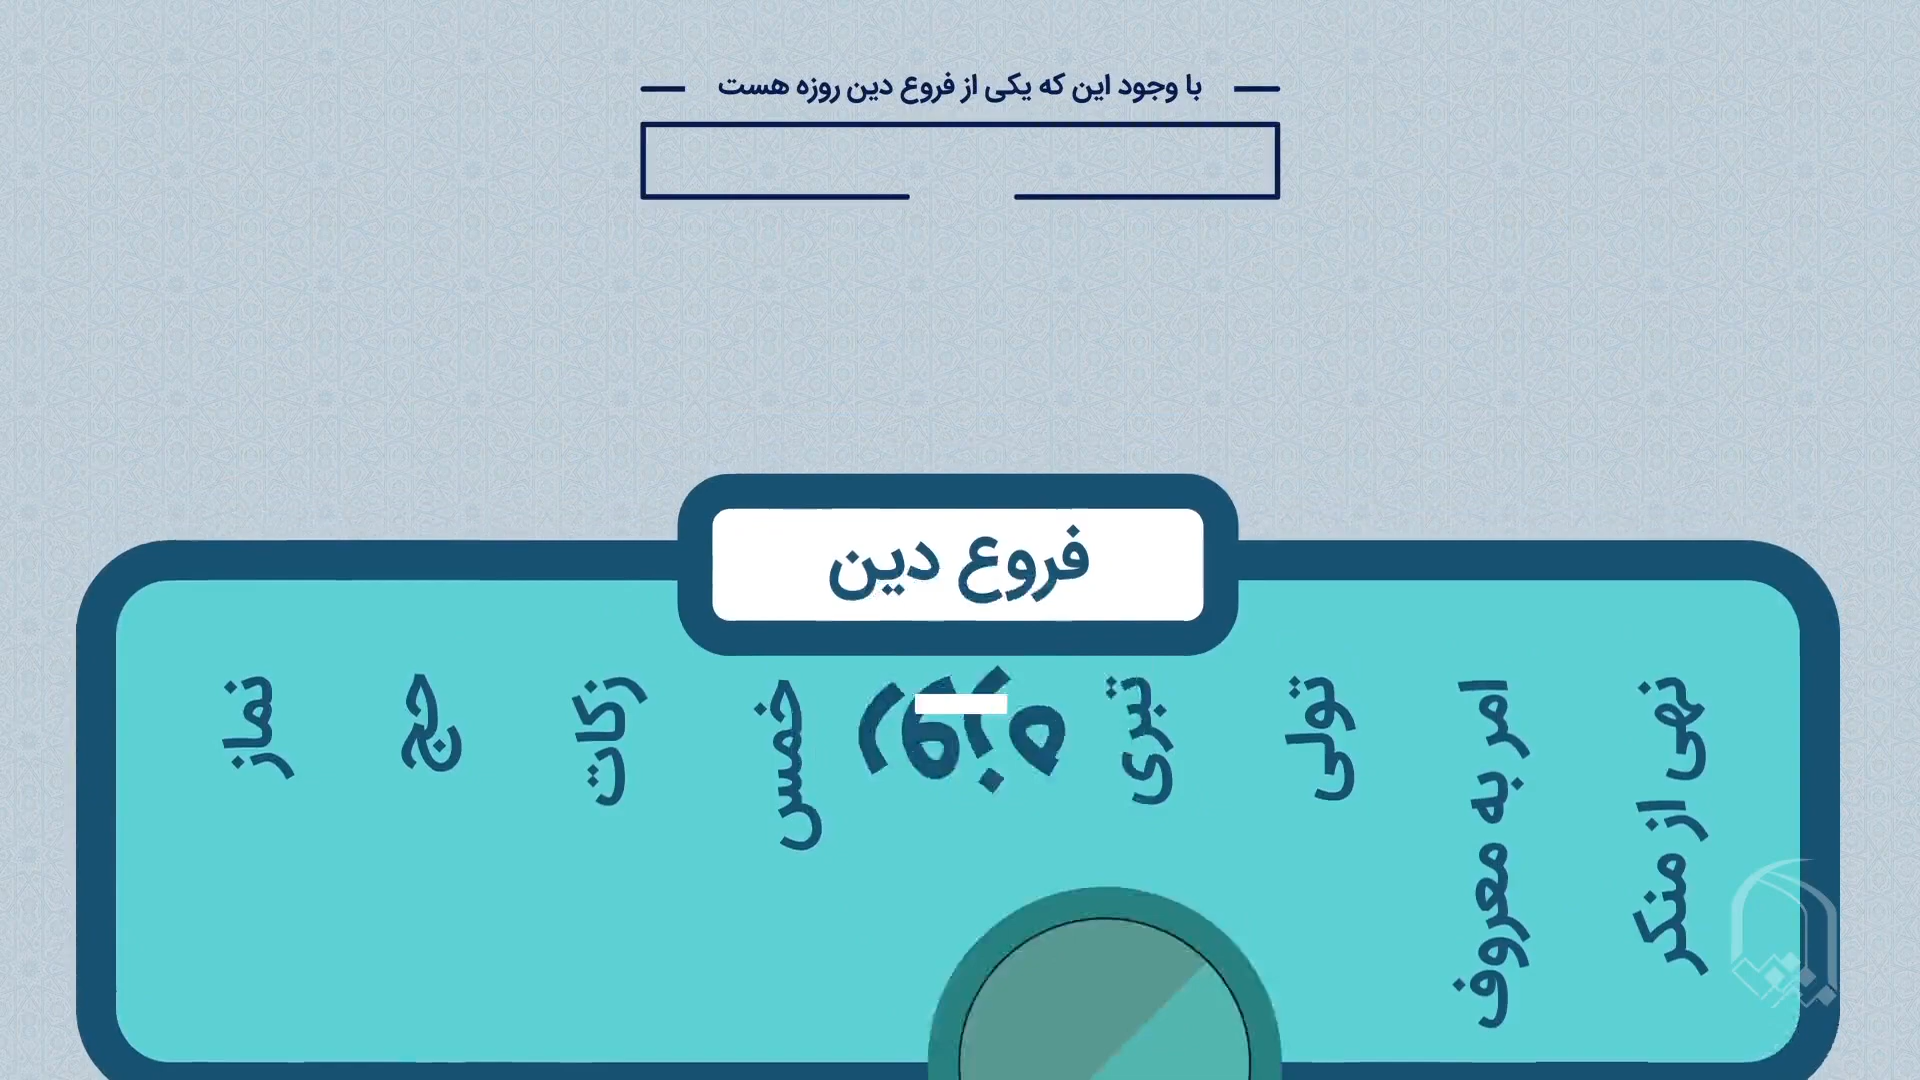 با وجود این که یکی از فروع دین روزه هست
فروع دین
نماز
حج
زکات
خمس
تبری
تولی
امر به معروف
نهی از منکر